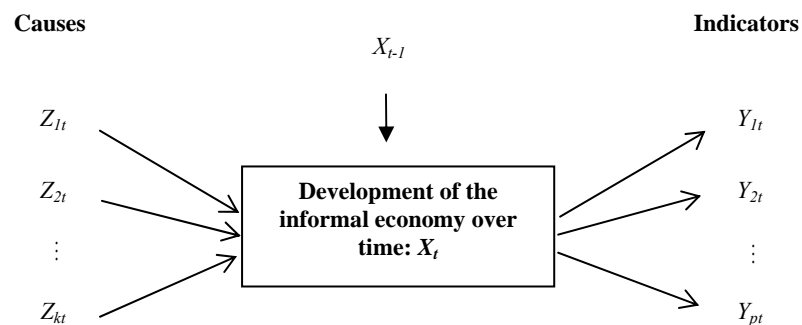 Causes
Indicators
X_{t-1}
Z_{1t}
Y_{1t}
Z_{2t}
Development of the
informal economy over
time: X_t
Y_{2t}
⋮
⋮
Z_{kt}
Y_{pt}